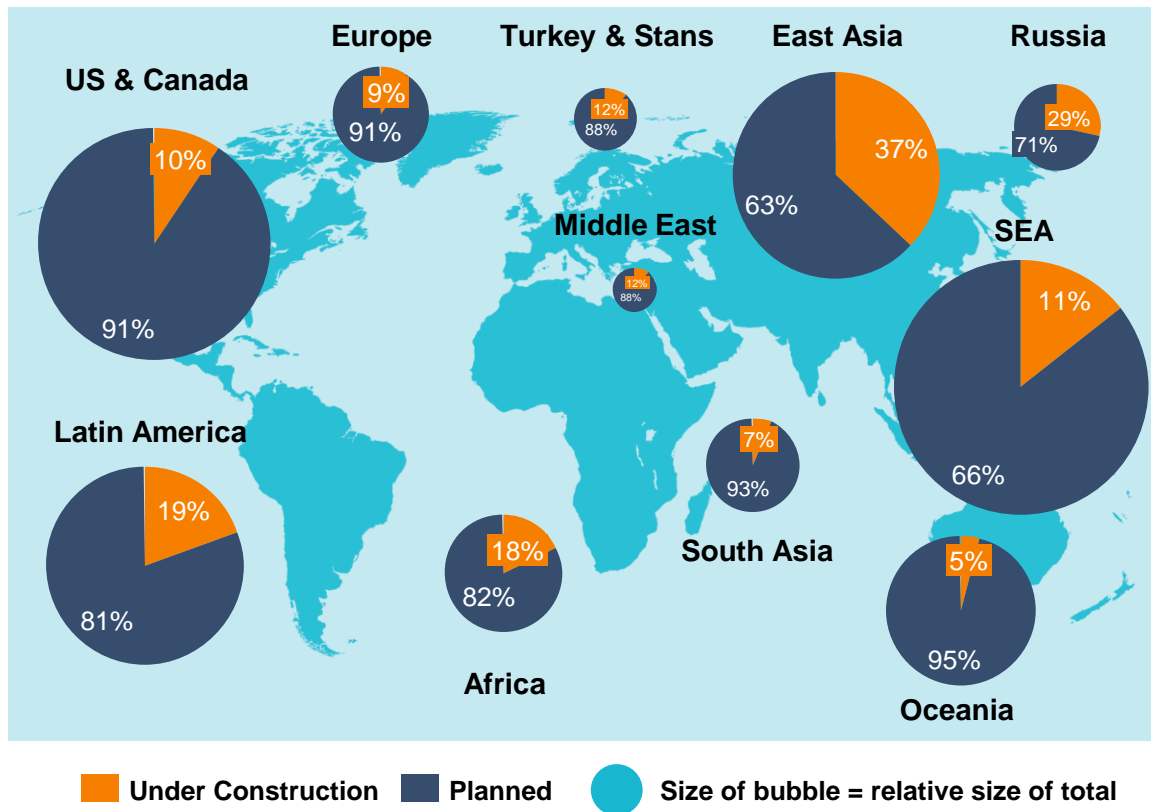 Europe
9%
91%
Turkey & Stans
12%
88%
East Asia
37%
63%
Russia
29%
71%
US & Canada
10%
91%
Middle East
12%
88%
SEA
11%
66%
Latin America
19%
81%
Africa
18%
82%
South Asia
7%
93%
Oceania
5%
95%
Under Construction
Planned
Size of bubble = relative size of total